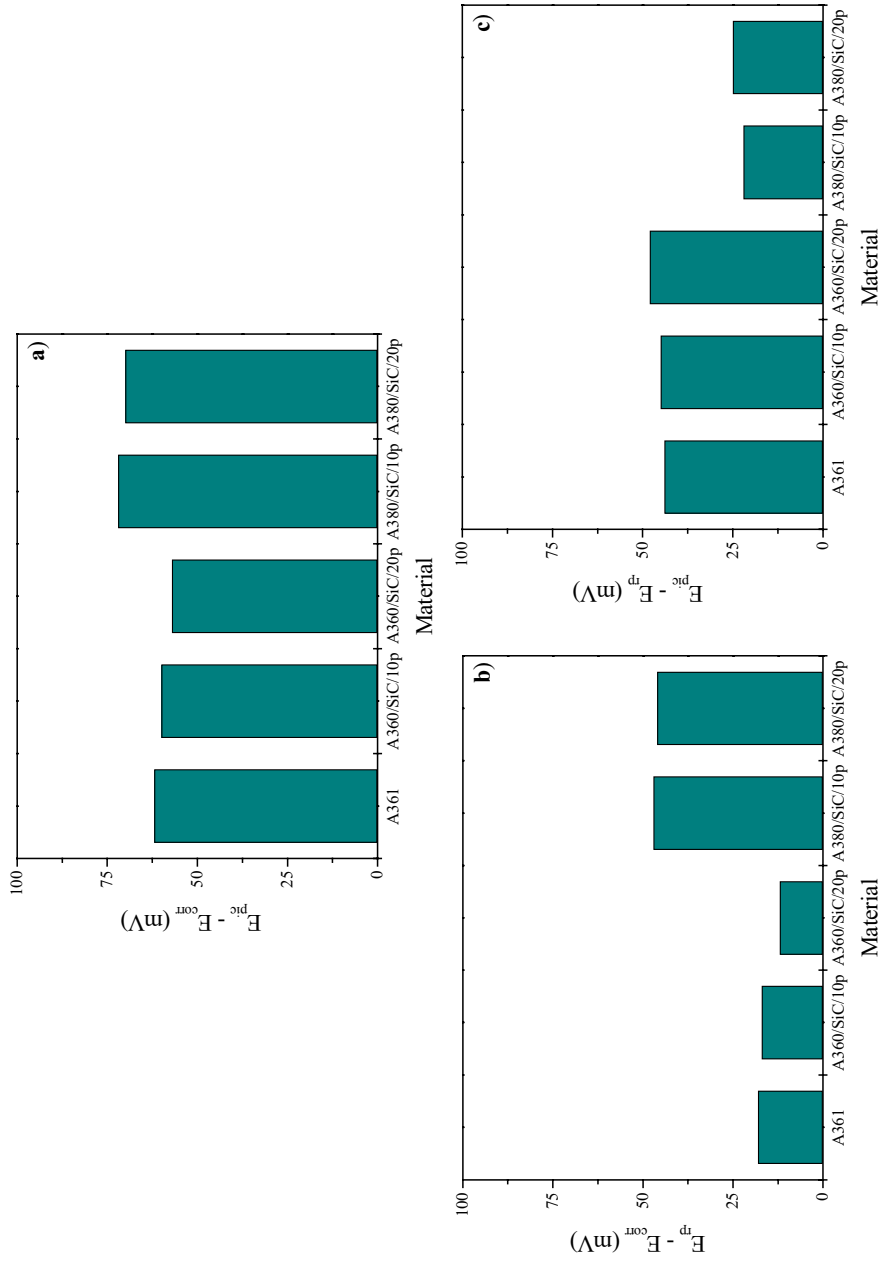 a)
100
75
50
25
0
E_pic - E_corr (mV)
A361
A360/SiC/10p
A360/SiC/20p
A380/SiC/10p
A380/SiC/20p
Material
b)
100
75
50
25
0
E_rp - E_corr (mV)
A361
A360/SiC/10p
A360/SiC/20p
A380/SiC/10p
A380/SiC/20p
Material
c)
100
75
50
25
0
E_pic - E_rp (mV)
A361
A360/SiC/10p
A360/SiC/20p
A380/SiC/10p
A380/SiC/20p
Material